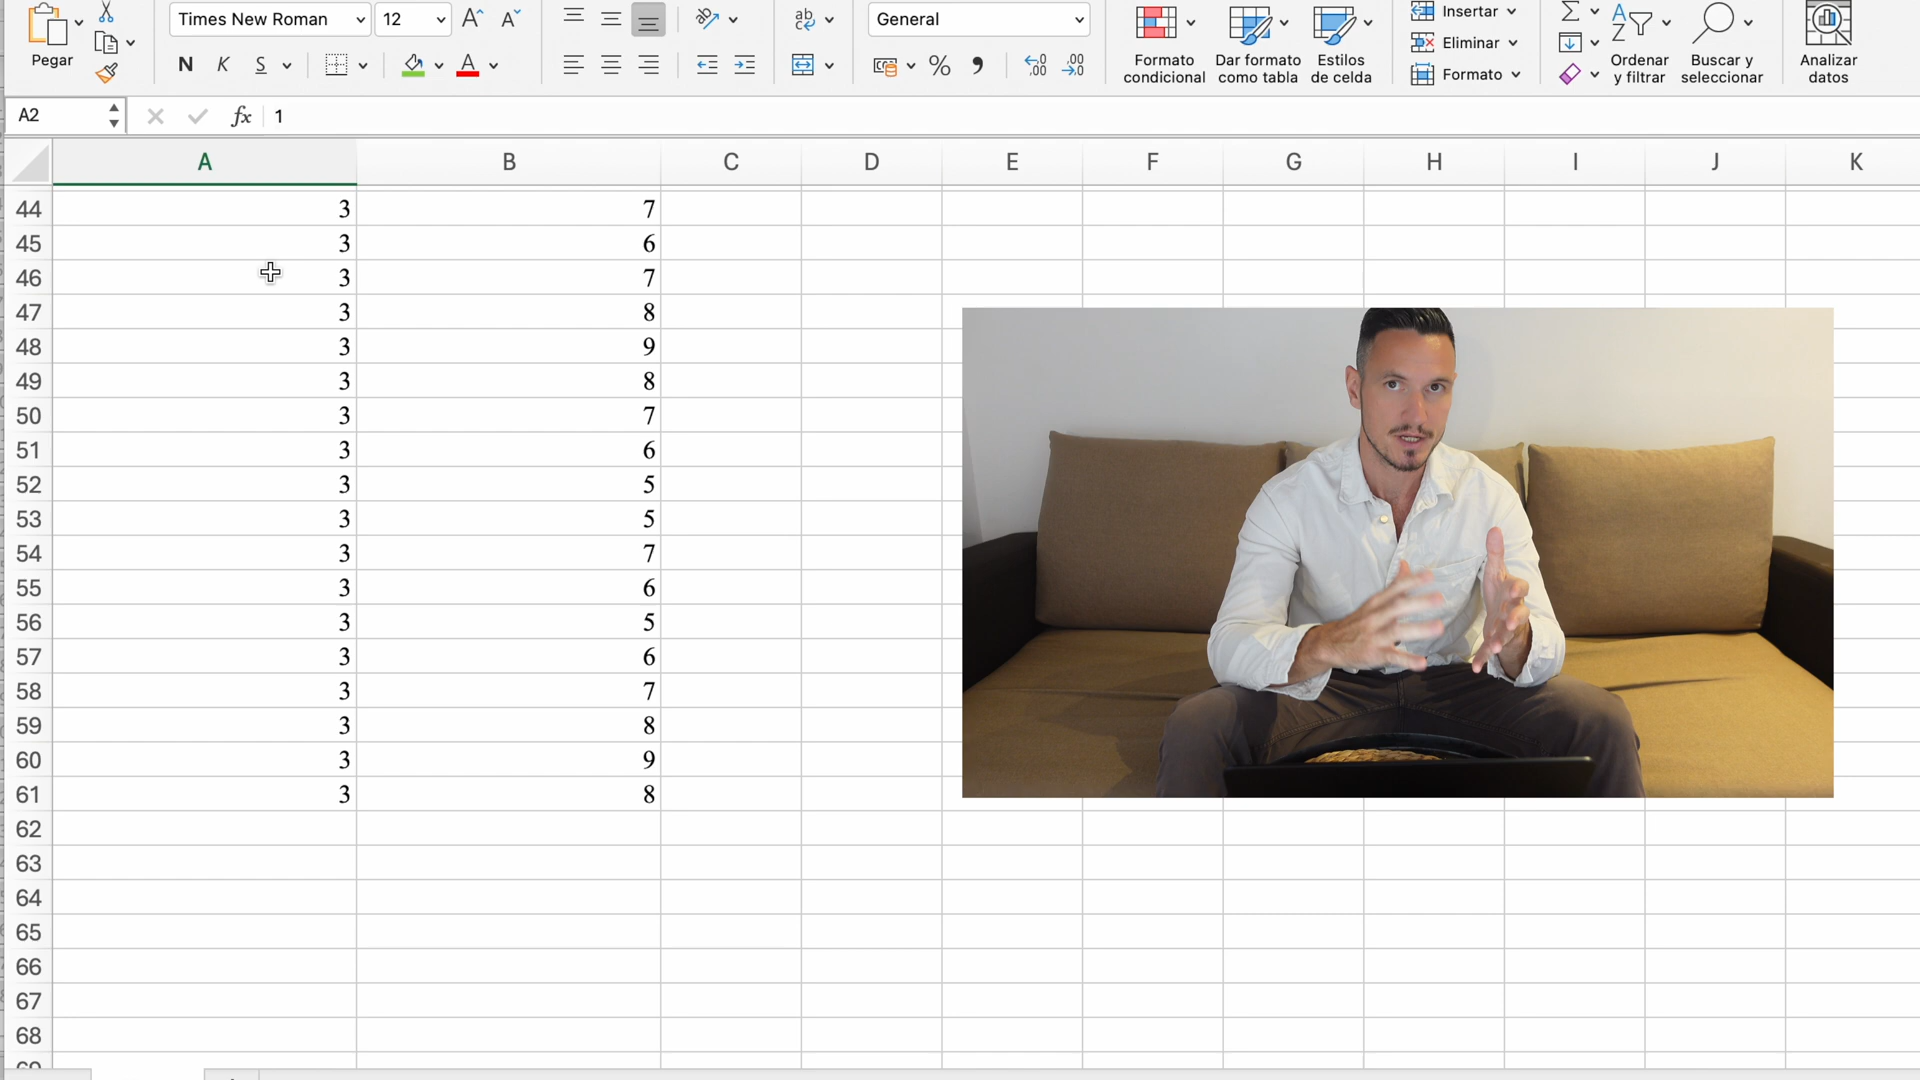 Times New Roman 12 General Insertar
Pegar N K S A ab % Formato condicional Dar formato como tabla Estilos de celda Eliminar Formato Ordenar y filtrar Buscar y seleccionar Analizar datos
A2 fx 1
A B C D E F G H I J K
44 3 7
45 3 6
46 3 7
47 3 8
48 3 9
49 3 8
50 3 7
51 3 6
52 3 5
53 3 5
54 3 7
55 3 6
56 3 5
57 3 6
58 3 7
59 3 8
60 3 9
61 3 8
62
63
64
65
66
67
68